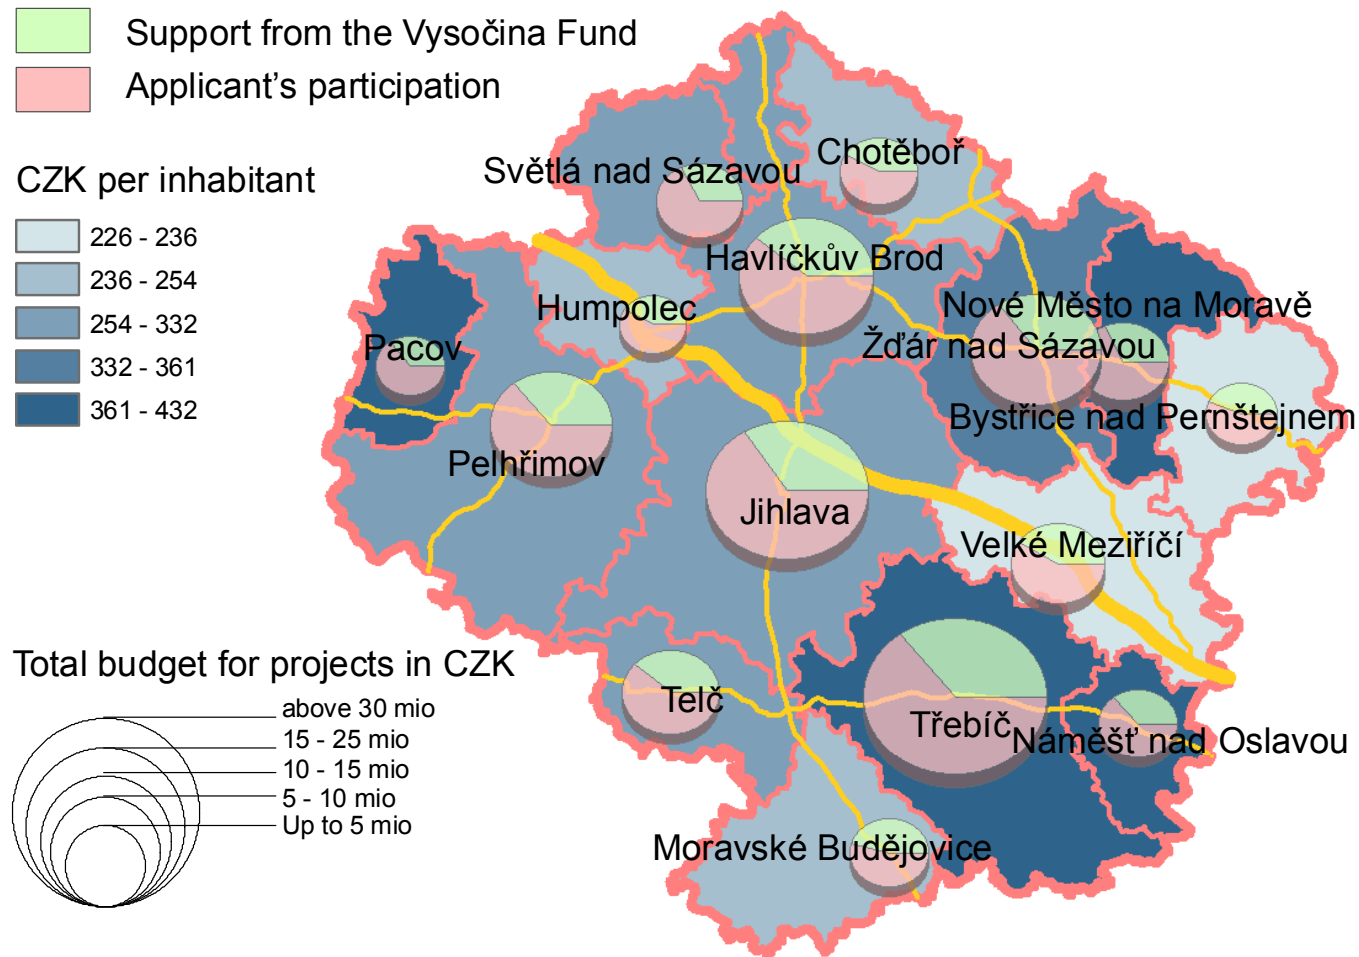 Support from the Vysočina Fund
Applicant's participation
CZK per inhabitant
226 - 236
236 - 254
254 - 332
332 - 361
361 - 432
Chotěboř
Světlá nad Sázavou
Havlíčkův Brod
Humpolec
Nové Město na Moravě
Pacov
Žďár nad Sázavou
Bystřice nad Pernštejnem
Pelhřimov
Jihlava
Velké Meziříčí
Telč
Třebíč
Náměšť nad Oslavou
Moravské Budějovice
Total budget for projects in CZK
above 30 mio
15 - 25 mio
10 - 15 mio
5 - 10 mio
Up to 5 mio